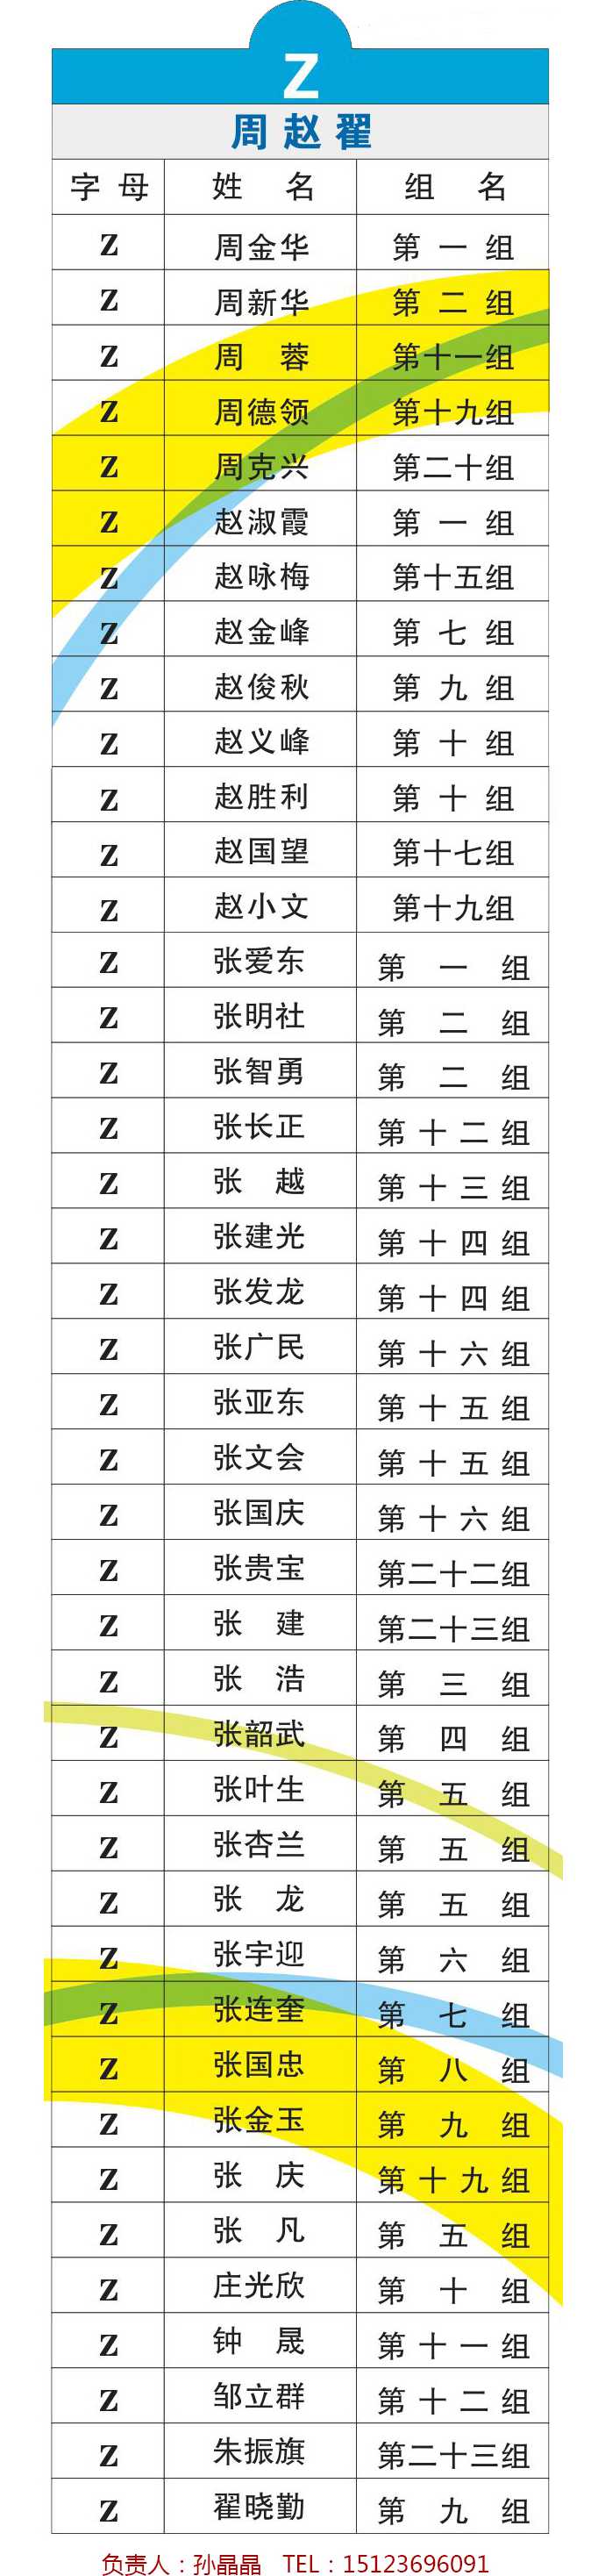 Z
周赵翟
字母 姓名 组名
Z 周金华 第一组
Z 周新华 第二组
Z 周蓉 第十一组
Z 周德领 第十九组
Z 周克兴 第二十组
Z 赵淑霞 第一组
Z 赵咏梅 第十五组
Z 赵金峰 第七组
Z 赵俊秋 第九组
Z 赵义峰 第十组
Z 赵胜利 第十组
Z 赵国望 第十七组
Z 赵小文 第十九组
Z 张爱东 第一组
Z 张明社 第二组
Z 张智勇 第二组
Z 张长正 第十二组
Z 张越 第十三组
Z 张建光 第十四组
Z 张发龙 第十四组
Z 张广民 第十六组
Z 张亚东 第十五组
Z 张文会 第十五组
Z 张国庆 第十六组
Z 张贵宝 第二十二组
Z 张建 第二十三组
Z 张浩 第三组
Z 张韶武 第四组
Z 张叶生 第五组
Z 张杏兰 第五组
Z 张龙 第五组
Z 张宇迎 第六组
Z 张连奎 第七组
Z 张国忠 第八组
Z 张金玉 第九组
Z 张庆 第十九组
Z 张凡 第五组
Z 庄光欣 第十组
Z 钟晟 第十一组
Z 邹立群 第十二组
Z 朱振旗 第二十三组
Z 翟晓勤 第九组
负责人：孙晶晶 TEL：15123696091